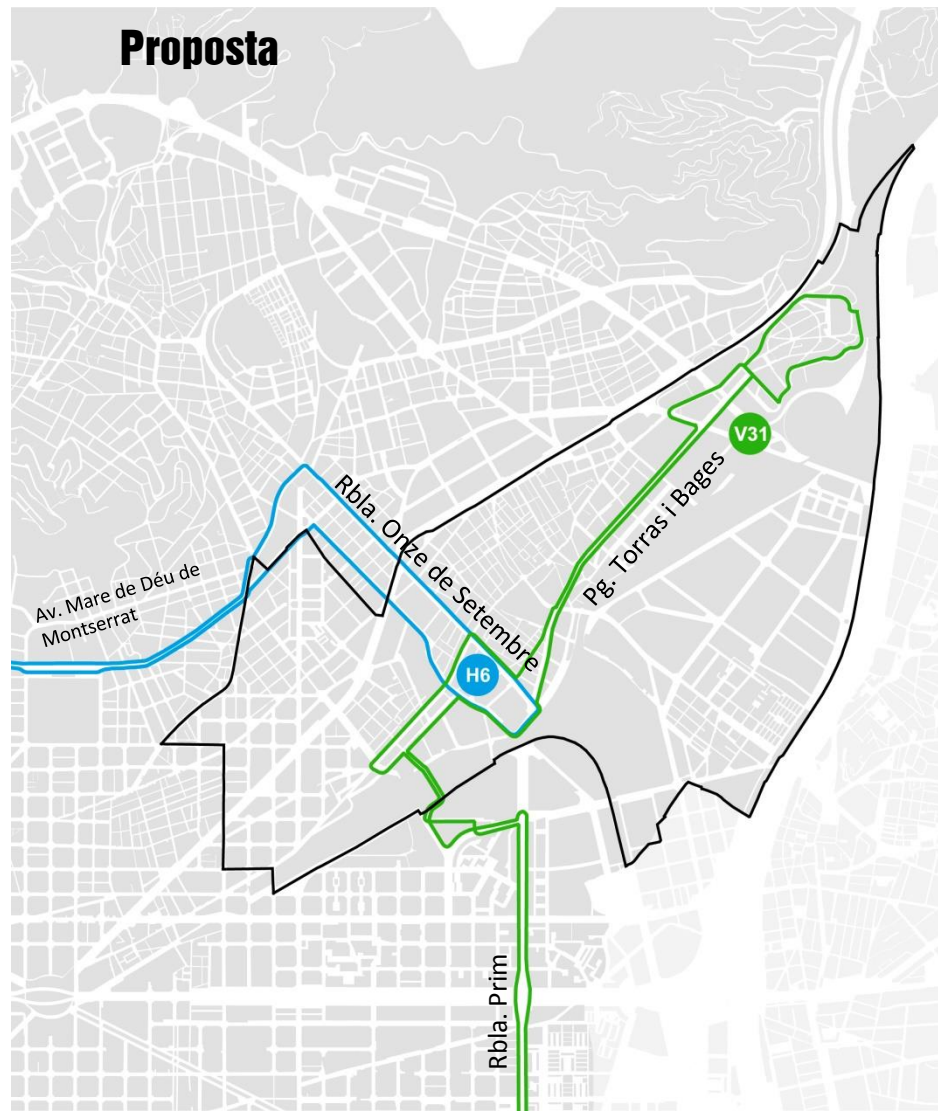 Proposta
V31
Rbla. Onze de Setembre
Pg. Torras i Bages
Av. Mare de Déu de
Montserrat
H6
Rbla. Prim